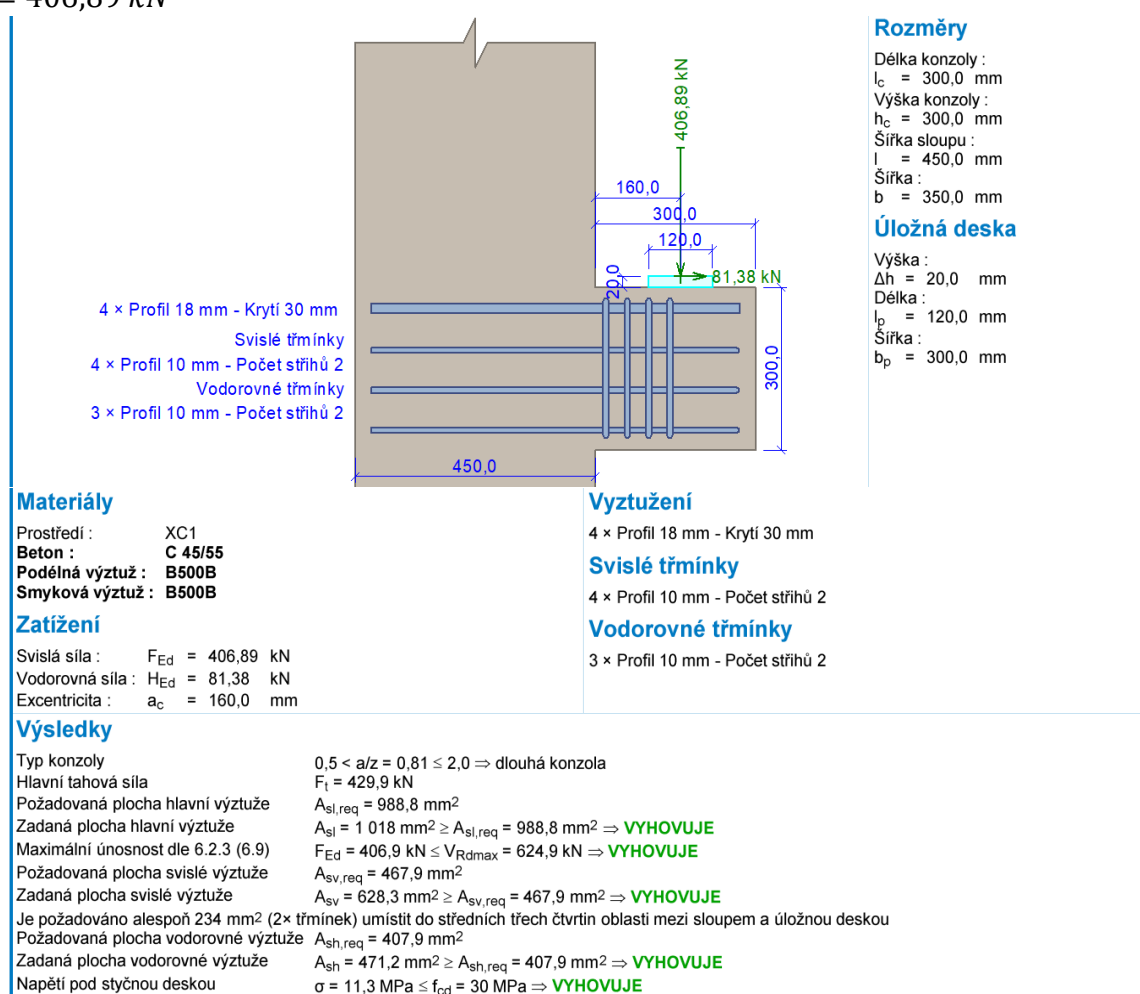 = 406,89 kN
Rozměry
Délka konzoly :
lc = 300,0 mm
Výška konzoly :
hc = 300,0 mm
Šířka sloupu :
l = 450,0 mm
Šířka :
b = 350,0 mm
Úložná deska
Výška :
Δh = 20,0 mm
Délka :
lp = 120,0 mm
Šířka :
bp = 300,0 mm
406,89 kN
160,0
300,0
120,0
20,0
81,38 kN
4 × Profil 18 mm - Krytí 30 mm
Svislé třmínky
4 × Profil 10 mm - Počet střihů 2
Vodorovné třmínky
3 × Profil 10 mm - Počet střihů 2
300,0
450,0
Materiály
Prostředí : XC1
Beton : C 45/55
Podélná výztuž : B500B
Smyková výztuž : B500B
Zatížení
Svislá síla : FEd = 406,89 kN
Vodorovná síla : HEd = 81,38 kN
Excentricita : ac = 160,0 mm
Vyztužení
4 × Profil 18 mm - Krytí 30 mm
Svislé třmínky
4 × Profil 10 mm - Počet střihů 2
Vodorovné třmínky
3 × Profil 10 mm - Počet střihů 2
Výsledky
Typ konzoly 0,5 < a/z = 0,81 ≤ 2,0 ⇒ dlouhá konzola
Hlavní tahová síla Ft = 429,9 kN
Požadovaná plocha hlavní výztuže Asl,req = 988,8 mm²
Zadaná plocha hlavní výztuže Asl = 1 018 mm² ≥ Asl,req = 988,8 mm² ⇒ VYHOVUJE
Maximální únosnost dle 6.2.3 (6.9) FEd = 406,9 kN ≤ VRdmax = 624,9 kN ⇒ VYHOVUJE
Požadovaná plocha svislé výztuže Asv,req = 467,9 mm²
Zadaná plocha svislé výztuže Asv = 628,3 mm² ≥ Asv,req = 467,9 mm² ⇒ VYHOVUJE
Je požadováno alespoň 234 mm² (2× třmínek) umístit do středních třech čtvrtin oblasti mezi sloupem a úložnou deskou
Požadovaná plocha vodorovné výztuže Ash,req = 407,9 mm²
Zadaná plocha vodorovné výztuže Ash = 471,2 mm² ≥ Ash,req = 407,9 mm² ⇒ VYHOVUJE
Napětí pod styčnou deskou σ = 11,3 MPa ≤ fcd = 30 MPa ⇒ VYHOVUJE